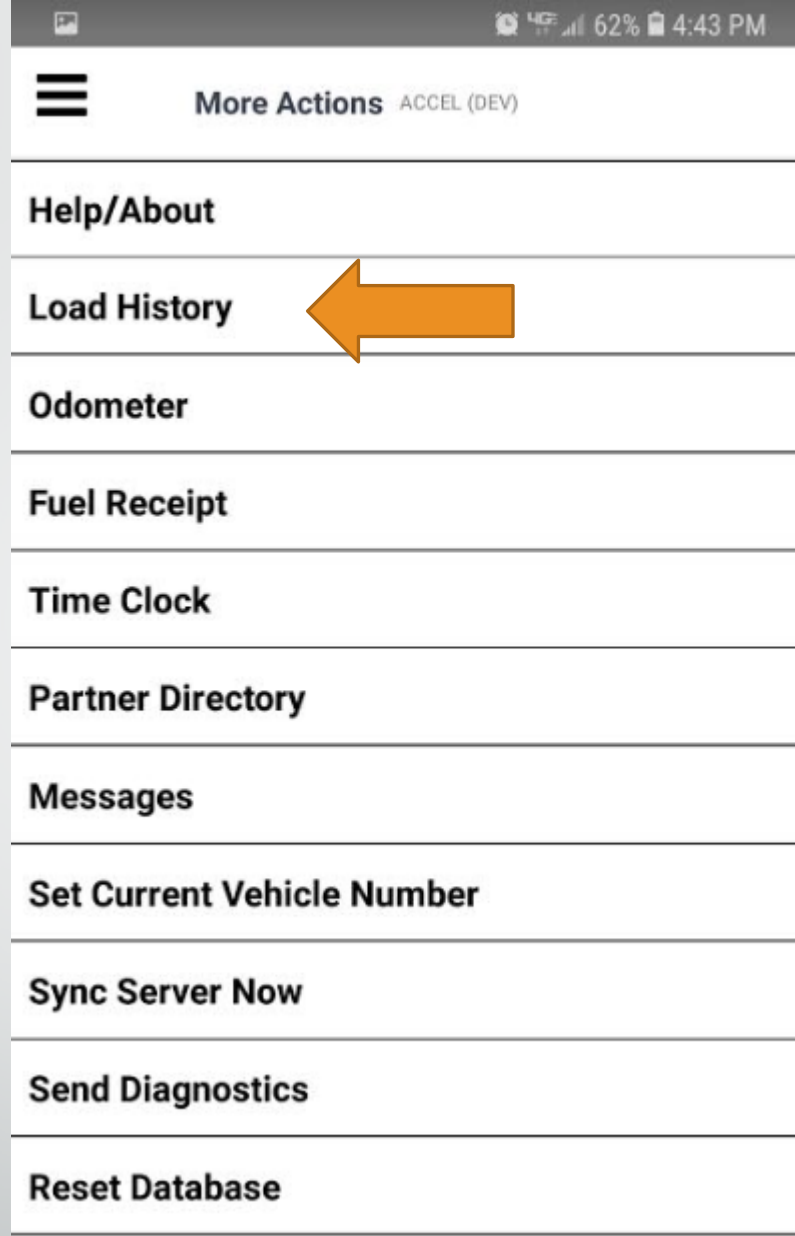 4GE 62% 4:43 PM
More Actions ACCEL (DEV)
Help/About
Load History
Odometer
Fuel Receipt
Time Clock
Partner Directory
Messages
Set Current Vehicle Number
Sync Server Now
Send Diagnostics
Reset Database